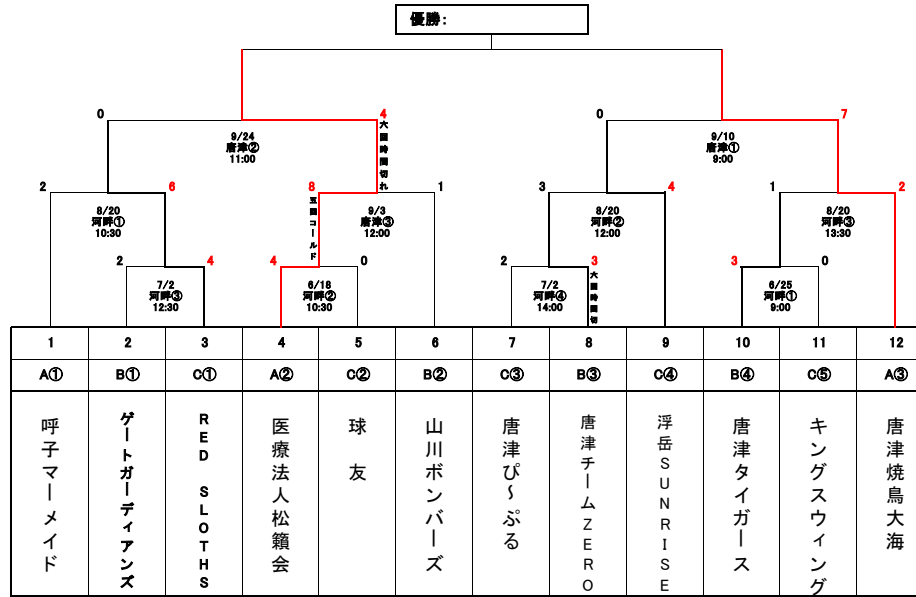 優勝：
0
4
0
7
9/24
唐津②
11:00
六回時間切れ
9/10
唐津①
9:00
2
6
8
1
3
4
1
2
8/20
河畔①
10:30
五回コールド
9/3
唐津③
12:00
8/20
河畔②
12:00
8/20
河畔③
13:30
2
4
4
0
2
3
3
0
7/2
河畔③
12:30
6/18
河畔②
10:30
7/2
河畔④
14:00
六回時間切
6/25
河畔①
9:00
1 2 3 4 5 6 7 8 9 10 11 12
A① B① C① A② C② B② C③ B③ C④ B④ C⑤ A③
呼子マーメイド
ゲートガーディアンズ
RED SLOTHS
医療法人松籟会
球友
山川ボンバーズ
唐津ぴ～ぷる
唐津チームZERO
浮岳SUNRISE
唐津タイガース
キングスウィング
唐津焼鳥大海